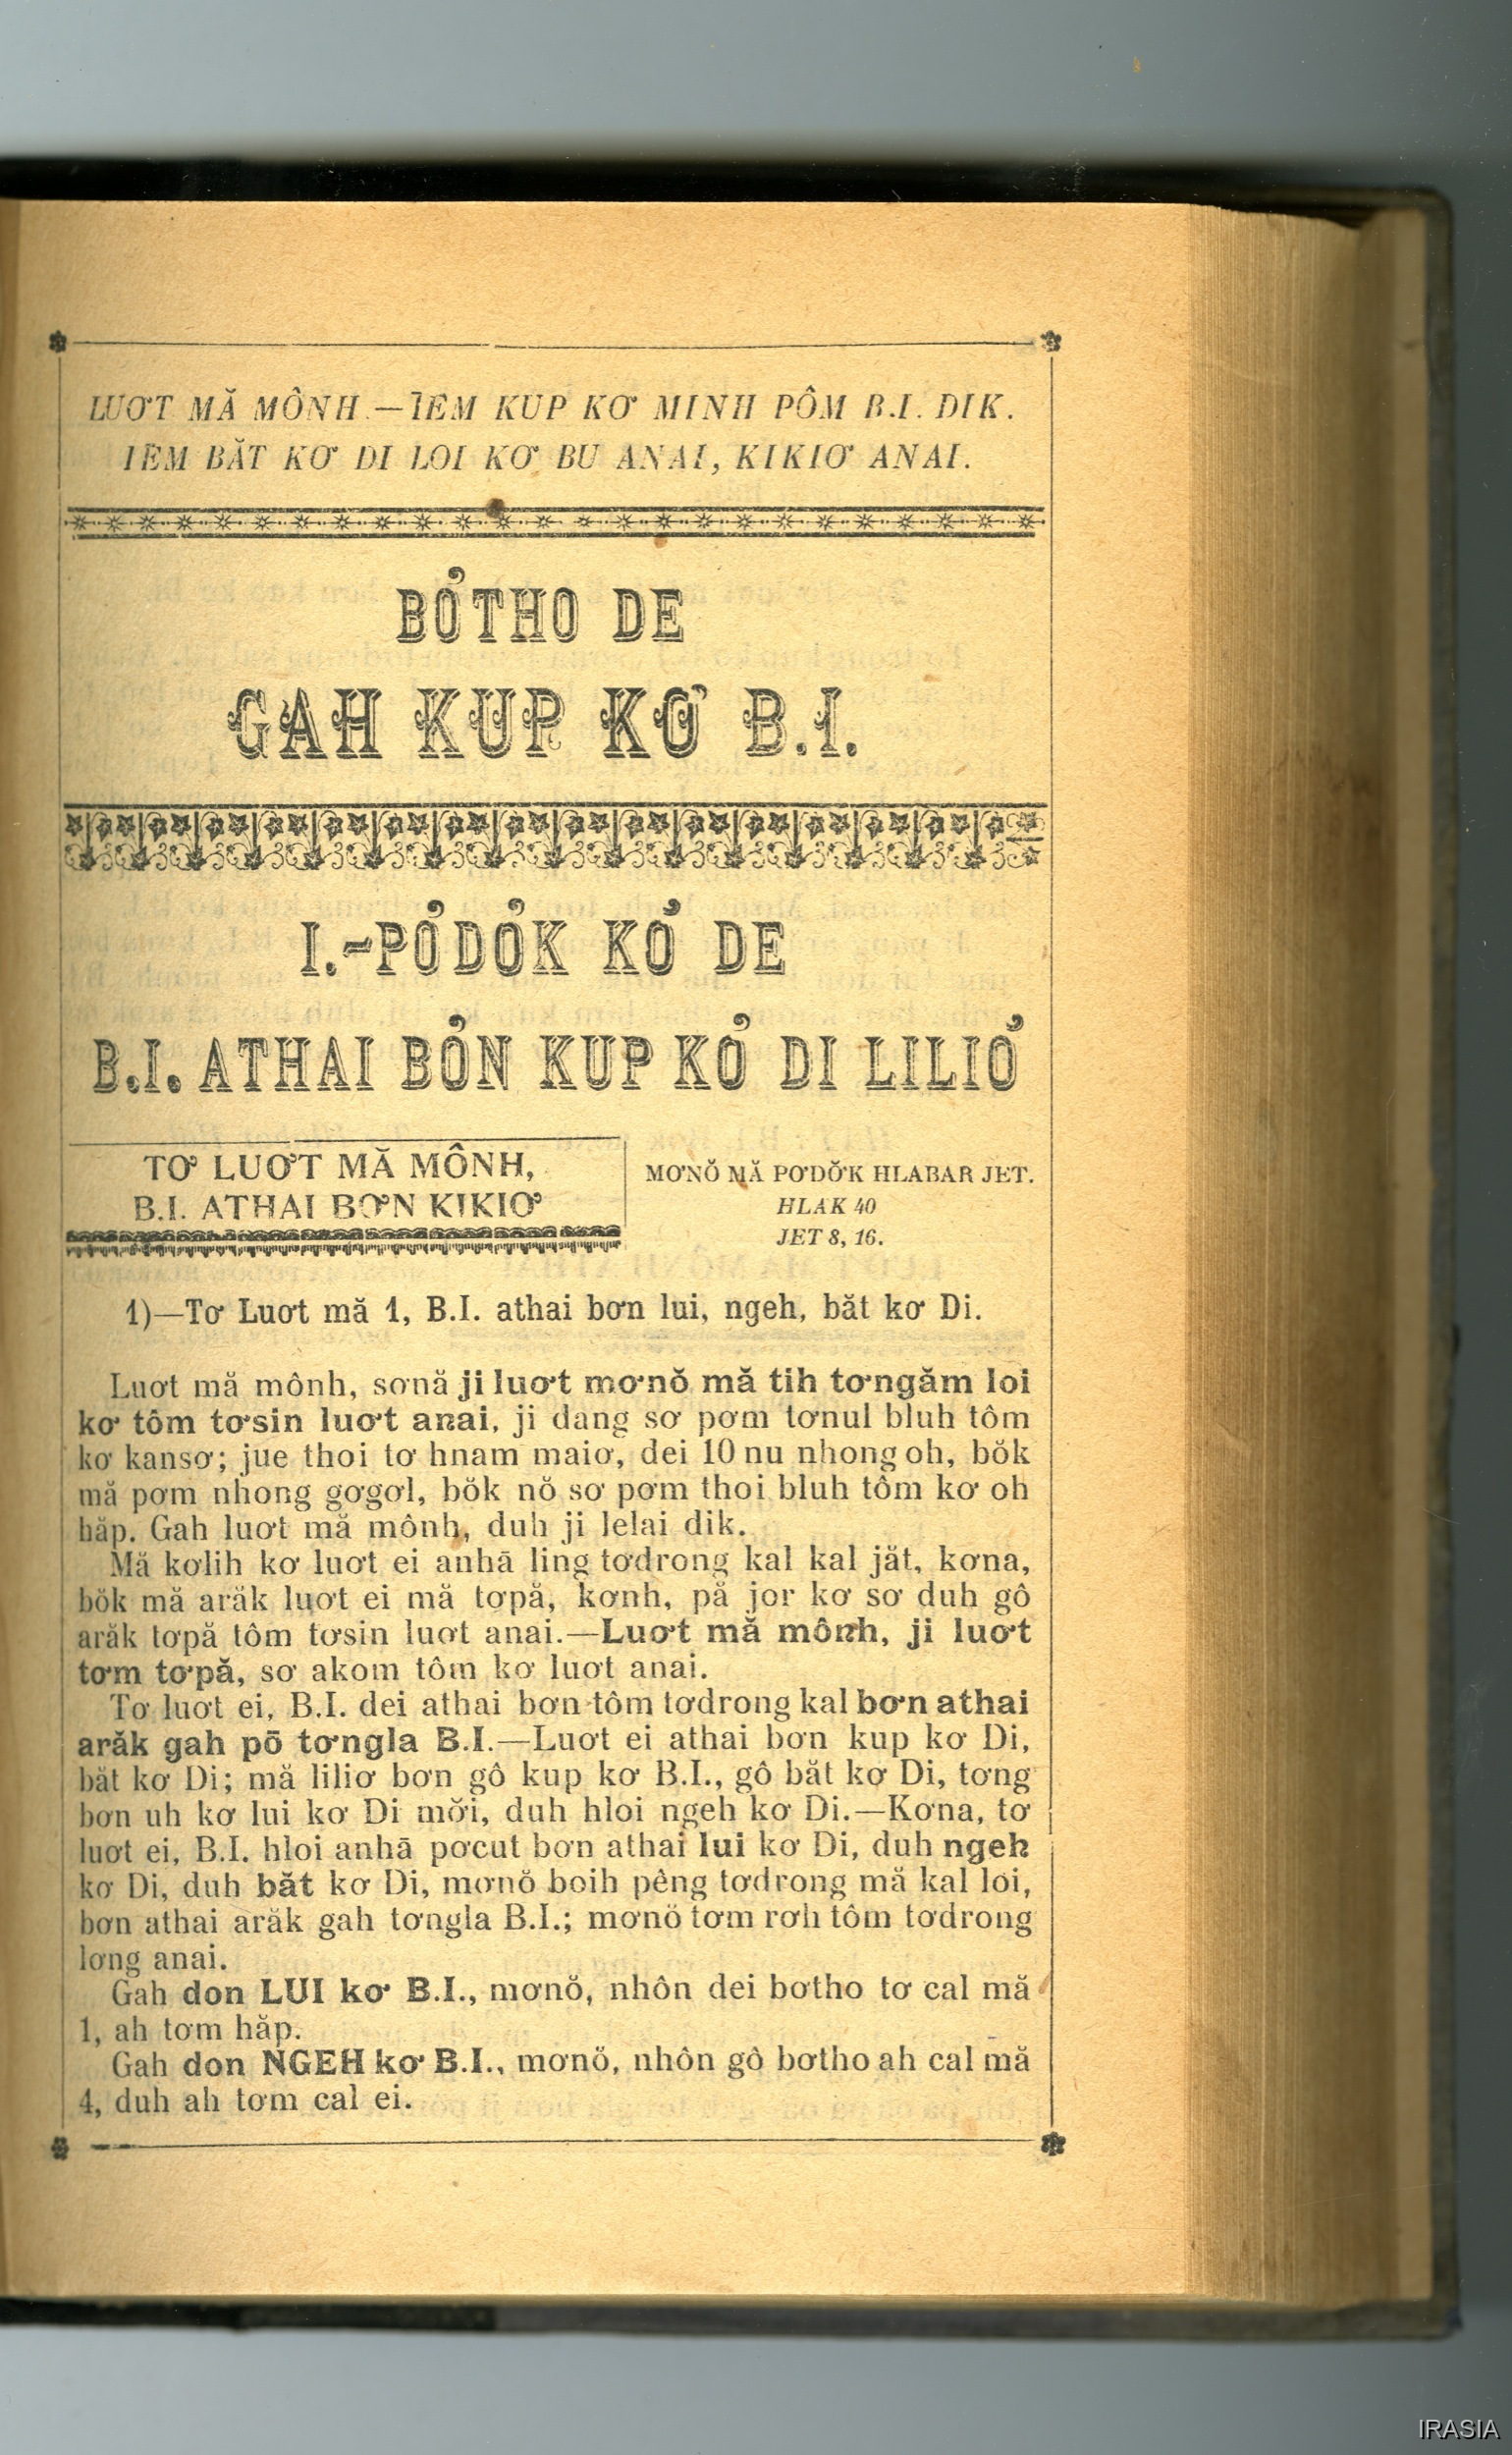 LUƠT MĂ MÔNH.—IĔM KUP KƠ MINH PÔM B.I. DIK.
IĔM BĂT KƠ DI LOI KƠ BU ANAI, KIKIƠ ANAI.
BƠTHO DE
GAH KUP KƠ B.I.
I.-PƠDƠK KƠ DE
B.I. ATHAI BƠN KUP KƠ DI LILIƠ
TƠ LUƠT MĂ MÔNH,
B.I. ATHAI BƠN KIKIƠ
MƠNŎ MĂ PƠDƠ̆K HLABAR JET.
HLAK 40
JET 8, 16.
1)—Tơ Luơt mă 1, B.I. athai bơn lui, ngeh, băt kơ Di.
Luơt mă mônh, sơnă ji luơt mơnŏ mă tih tơngăm loi
kơ tôm tơsin luơt anai, ji dang sơ pơm tơnul bluh tôm
kơ kansơ; jue thoi tơ hnam maiơ, dei 10 nu nhong oh, bŏk
mă pơm nhong gơgơl, bŏk nŏ sơ pơm thoi bluh tôm kơ oh
hăp. Gah luơt mă mônh, duh ji lelai dik.
Mă kơlih kơ luơt ei anhā ling tơdrong kal kal jăt, kơna,
bŏk mă arăk luơt ei mă tơpă, kơnh, pă jor kơ sơ duh gô
arăk tơpă tôm tơsin luơt anai.—Luơt mă mônh, ji luơt
tơm tơpă, sơ akom tôm kơ luơt anai.
Tơ luơt ei, B.I. dei athai bơn tôm tơdrong kal bơn athai
arăk gah pō tơngla B.I.—Luơt ei athai bơn kup kơ Di,
băt kơ Di; mă liliơ bơn gô kup kơ B.I., gô băt kơ Di, tơng
bơn uh kơ lui kơ Di mơ̆i, duh hloi ngeh kơ Di.—Kơna, tơ
luơt ei, B.I. hloi anhā pơcut bơn athai lui kơ Di, duh ngeh
kơ Di, duh băt kơ Di, mơnŏ boih pêng tơdrong mă kal loi,
bơn athai arăk gah tơngla B.I.; mơnŏ tơm rơh tôm tơdrong
lơng anai.
Gah don LUI kơ B.I., mơnŏ, nhôn dei bơtho tơ cal mă
1, ah tơm hăp.
Gah don NGEH kơ B.I., mơnŏ, nhôn gô bơtho ah cal mă
4, duh ah tơm cal ei.
IRASIA